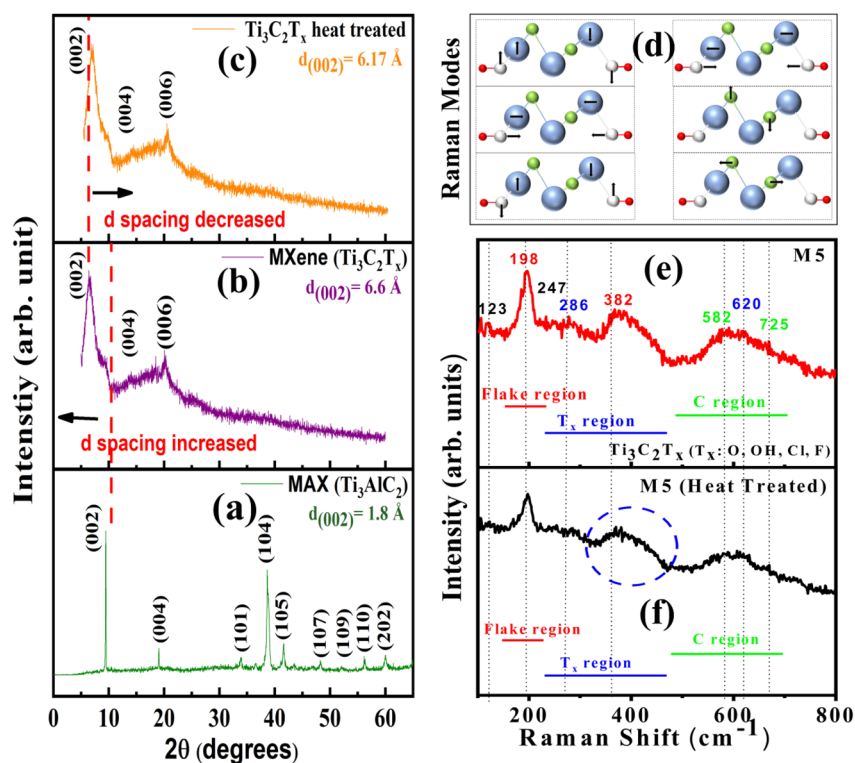 Intenstiy (arb. unit)
(002)
Ti₃C₂Tₓ heat treated
d(002)= 6.17 Å
(c)
(004)
(006)
d spacing decreased
(002)
MXene (Ti₃C₂Tₓ)
d(002)= 6.6 Å
(b)
(004)
(006)
d spacing increased
(002)
MAX (Ti₃AlC₂)
d(002)= 1.8 Å
(a)
(004)
(101)
(104)
(105)
(107)
(109)
(110)
(202)
0 10 20 30 40 50 60
2θ (degrees)
Raman Modes
(d)
Intensity (arb. units)
M5
(e)
123
198
247
286
382
582
620
725
Flake region
Tₓ region
C region
Ti₃C₂Tₓ (Tₓ: O, OH, Cl, F)
M5 (Heat Treated)
(f)
Flake region
Tₓ region
C region
200 400 600 800
Raman Shift (cm⁻¹)